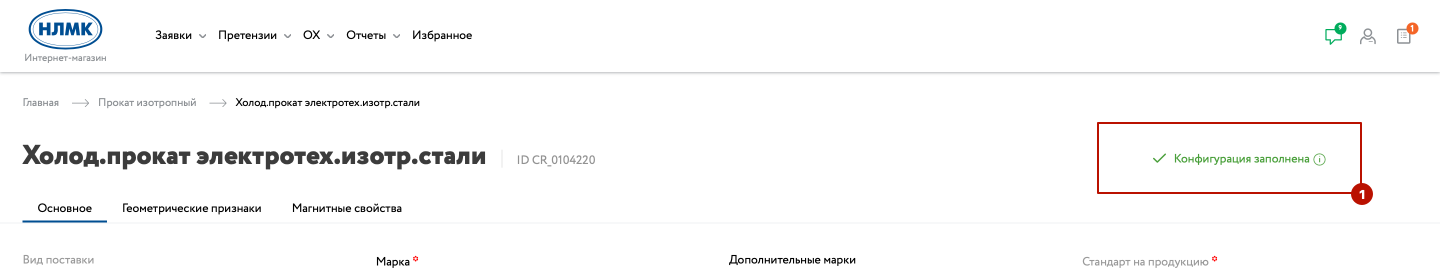 НЛМК
Интернет-магазин
Заявки Претензии ОХ Отчеты Избранное
9
1
Главная Прокат изотропный Холод.прокат электротех.изотр.стали
Холод.прокат электротех.изотр.стали ID CR_0104220
Конфигурация заполнена
1
Основное Геометрические признаки Магнитные свойства
Вид поставки Марка * Дополнительные марки Стандарт на продукцию *